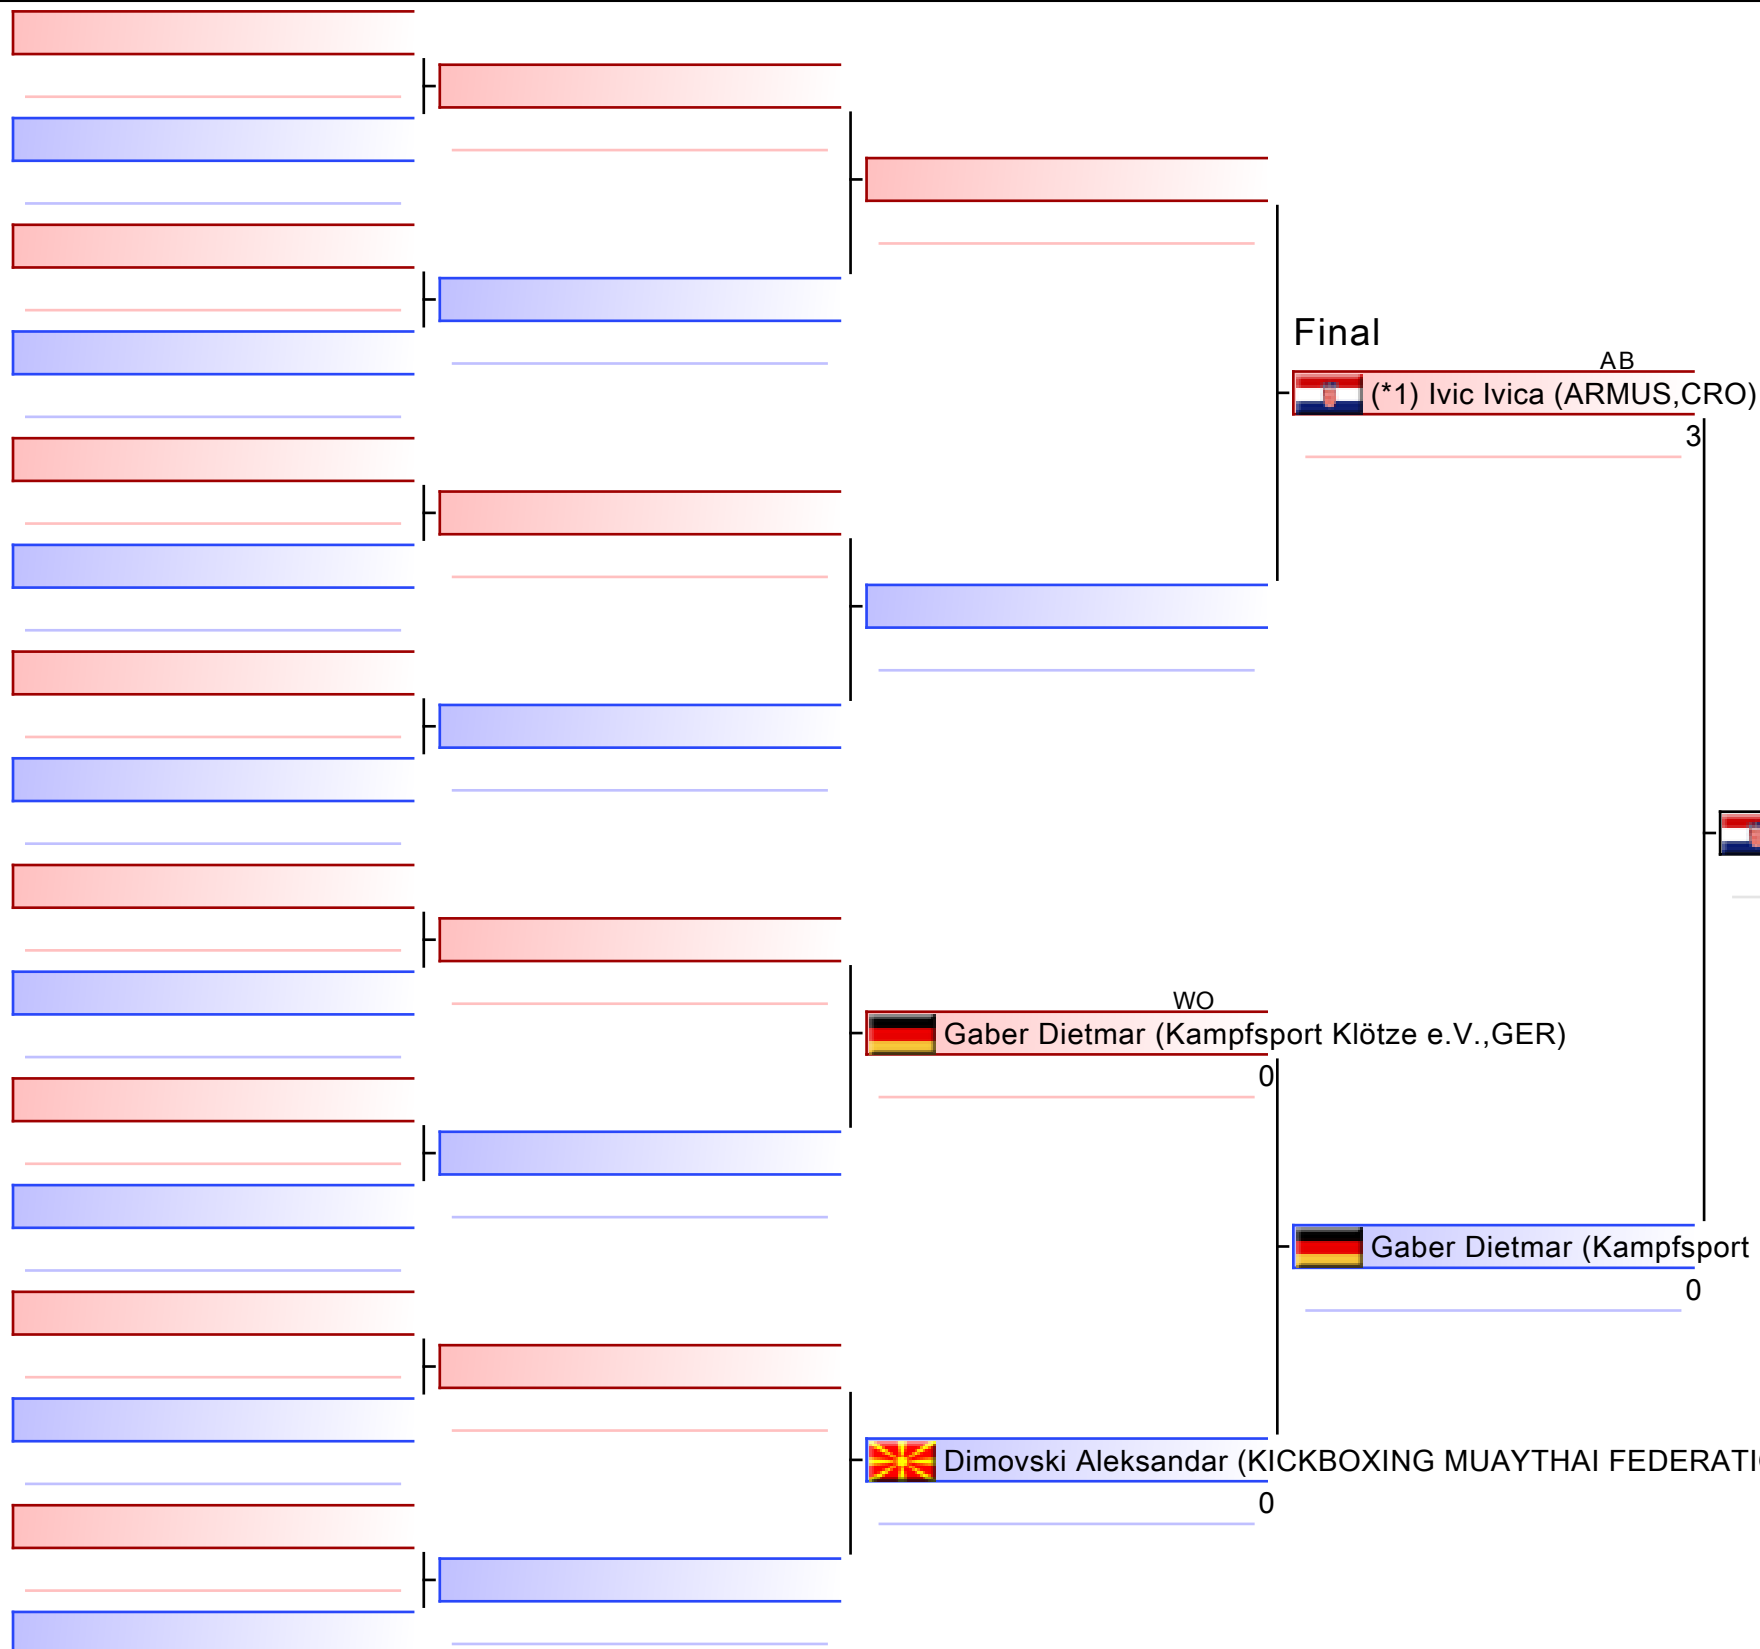 Final
AB
(*1) Ivic Ivica (ARMUS,CRO)
3
WO
Gaber Dietmar (Kampfsport Klötze e.V.,GER)
0
Gaber Dietmar (Kampfsport
0
Dimovski Aleksandar (KICKBOXING MUAYTHAI
0